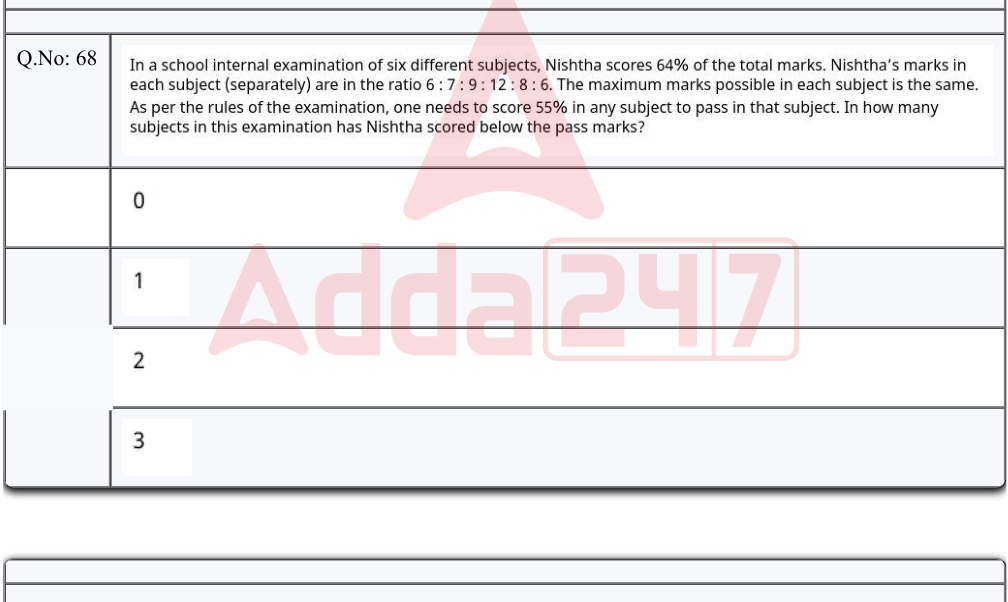 Q.No: 68
In a school internal examination of six different subjects, Nishtha scores 64% of the total marks. Nishtha's marks in
each subject (separately) are in the ratio 6 : 7 : 9 : 12 : 8 : 6. The maximum marks possible in each subject is the same.
As per the rules of the examination, one needs to score 55% in any subject to pass in that subject. In how many
subjects in this examination has Nishtha scored below the pass marks?
0
1
Adda247
2
3